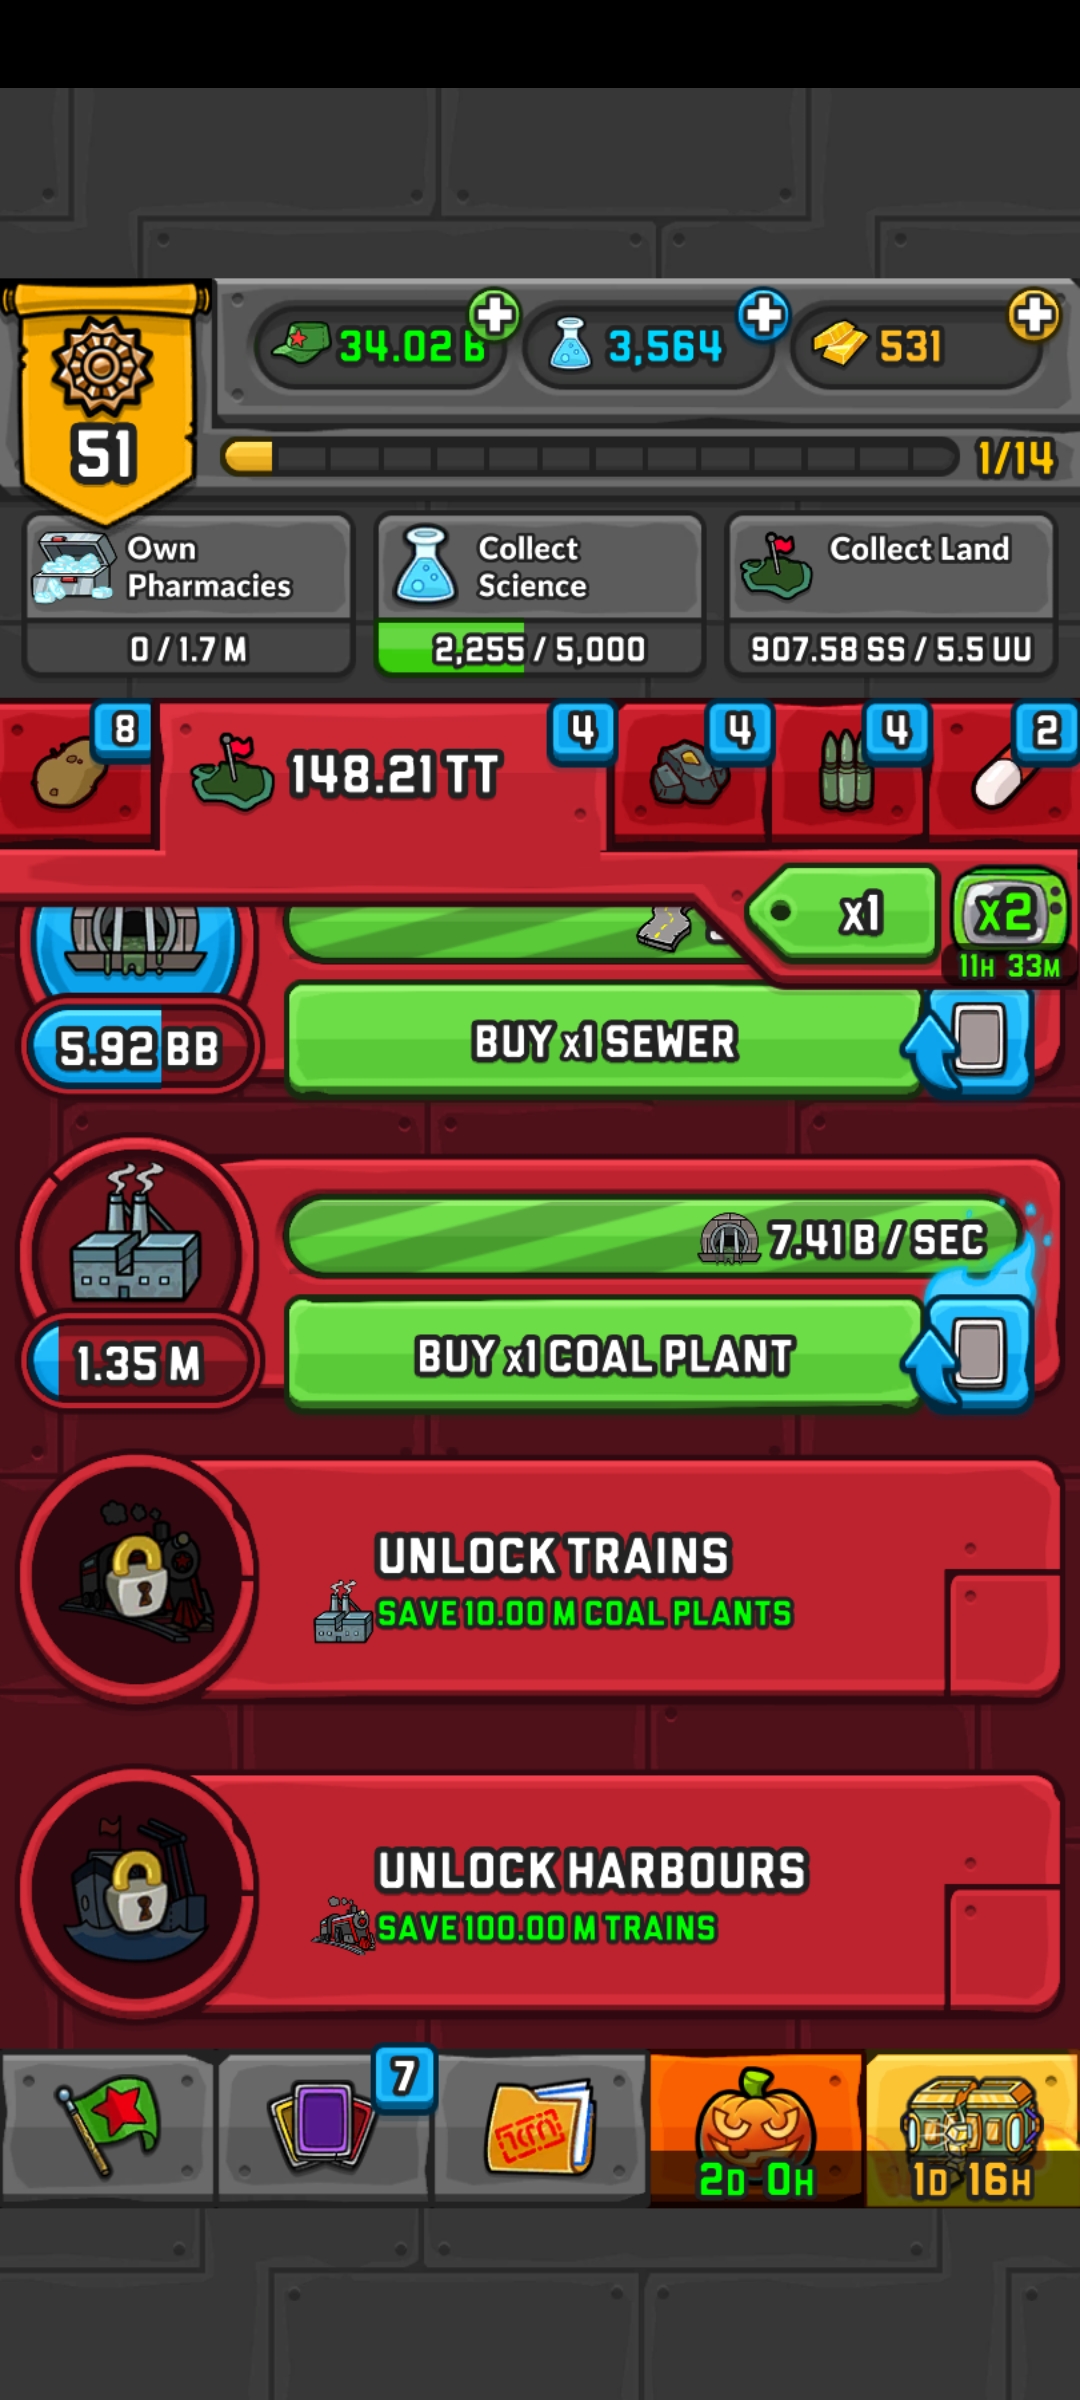 34.02 B
3,564
531
51
1/14
Own
Pharmacies
0 / 1.7 M
Collect
Science
2,255 / 5,000
Collect Land
907.58 SS / 5.5 UU
8
148.21 TT
4
4
4
2
x1
x2
11H 33M
5.92 BB
BUY x1 SEWER
7.41 B / SEC
1.35 M
BUY x1 COAL PLANT
UNLOCK TRAINS
SAVE 10.00 M COAL PLANTS
UNLOCK HARBOURS
SAVE 100.00 M TRAINS
7
2D 0H
1D 16H